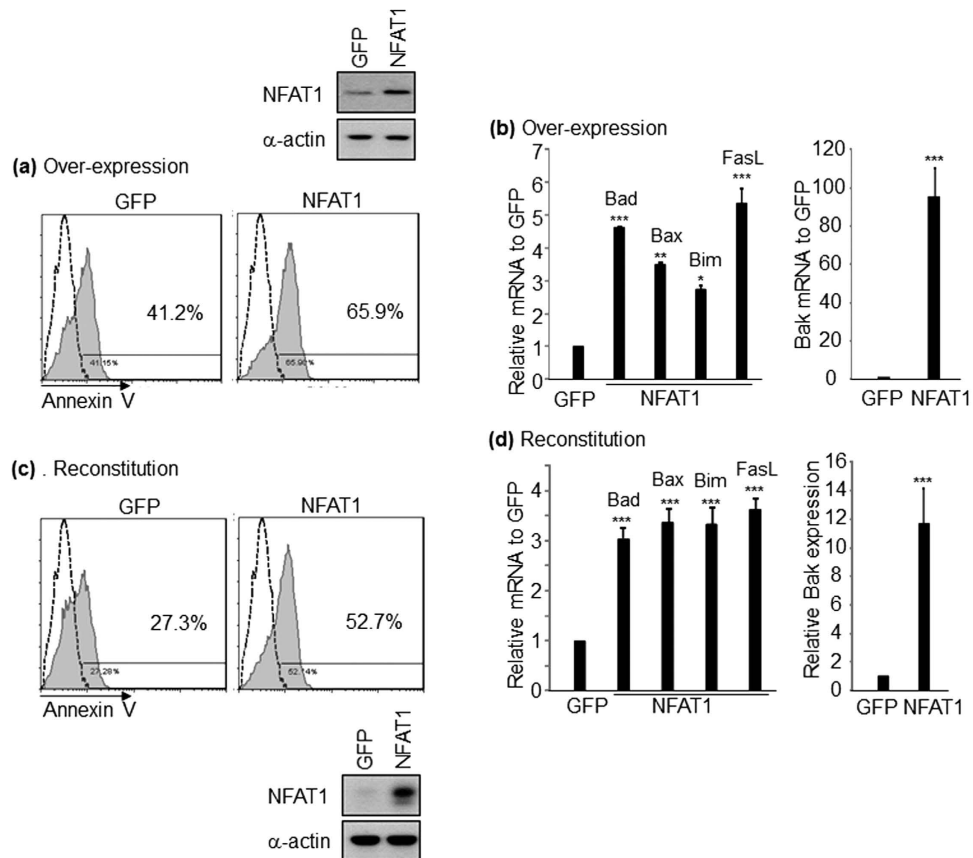 GFP
NFAT1
NFAT1
α-actin
(a) Over-expression
GFP
NFAT1
41.2%
65.9%
41.15%
Annexin V
(b) Over-expression
Relative mRNA to GFP
7
6
5
4
3
2
1
0
Bad
***
Bax
**
Bim
*
FasL
***
GFP
NFAT1
Bak mRNA to GFP
120
100
80
60
40
20
0
***
GFP NFAT1
(c) . Reconstitution
GFP
NFAT1
27.3%
52.7%
Annexin V
GFP
NFAT1
NFAT1
α-actin
(d) Reconstitution
Relative mRNA to GFP
4
3
2
1
0
Bad
***
Bax
***
Bim
***
FasL
***
GFP
NFAT1
Relative Bak expression
16
14
12
10
8
6
4
2
0
***
GFP NFAT1